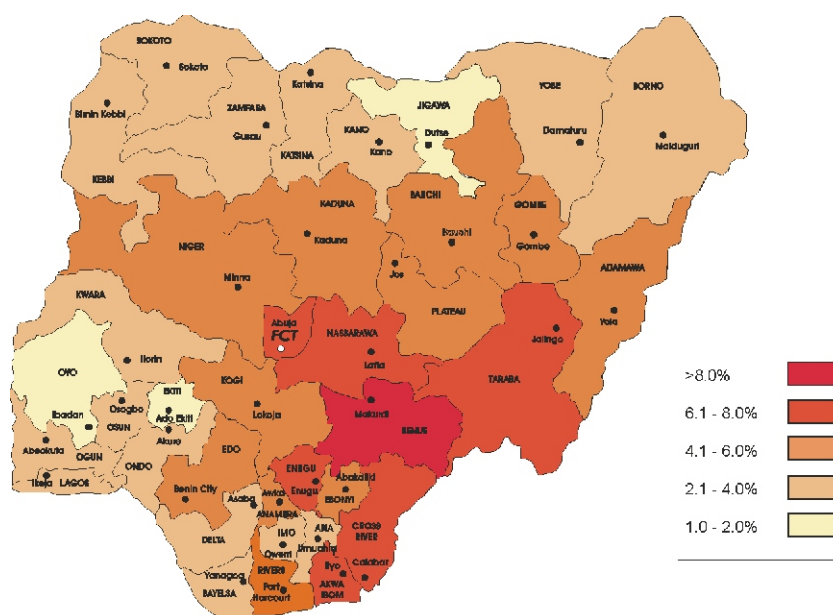 SOKOTO
Sokoto
Birnin Kebbi
ZAMFARA
Gusau
KEBBI
Katsina
KATSINA
KANO
Kano
JIGAWA
Dutse
YOBE
Damaturu
BORNO
Maiduguri
KADUNA
Kaduna
BAUCHI
Bauchi
GOMBE
Gombe
NIGER
Minna
Jos
PLATEAU
ADAMAWA
Yola
KWARA
Ilorin
Abuja
FCT
NASSARAWA
Lafia
Jalingo
TARABA
OYO
Ibadan
Osogbo
OSUN
EKITI
Ado Ekiti
Akure
KOGI
Lokoja
Makurdi
BENUE
Abeokuta
OGUN
Ikeja
LAGOS
ONDO
EDO
Benin City
ENUGU
Enugu
Abakaliki
EBONYI
Asaba
Awka
ANAMBRA
DELTA
IMO
Owerri
ABIA
Umuahia
CROSS
RIVER
Calabar
Yanagoa
BAYELSA
RIVERS
Port
Harcourt
Uyo
AKWA
IBOM
>8.0%
6.1 - 8.0%
4.1 - 6.0%
2.1 - 4.0%
1.0 - 2.0%